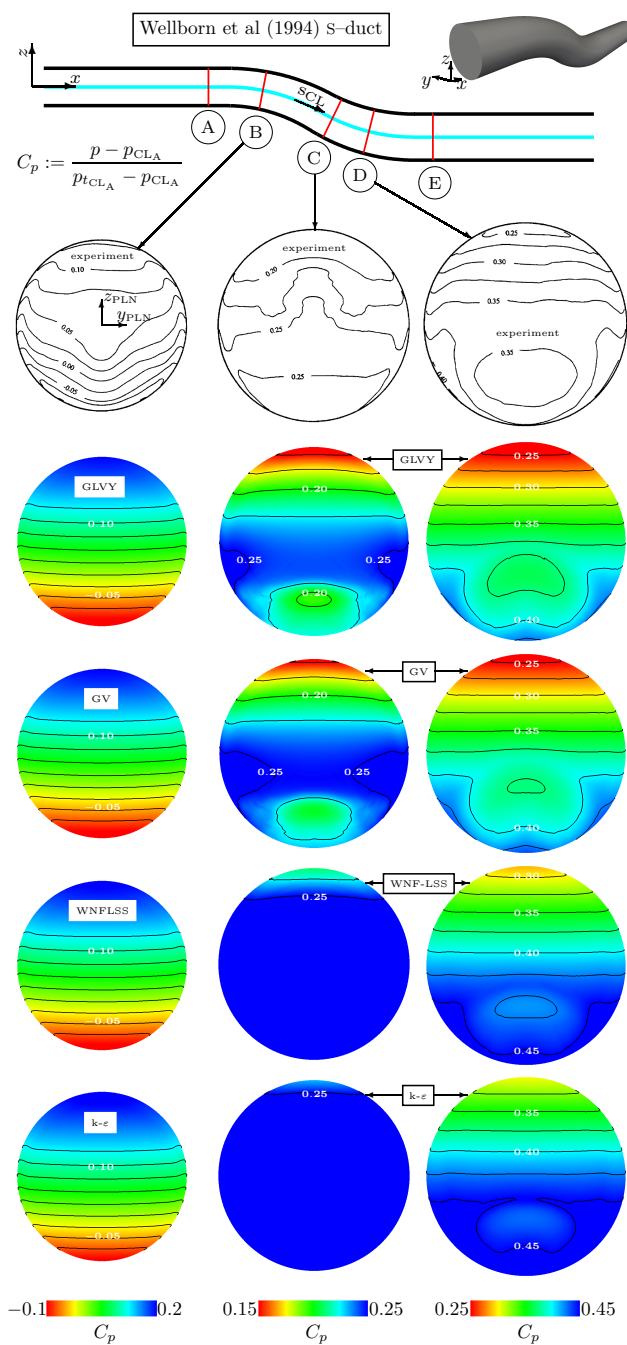 Wellborn et al (1994) S–duct
z
x
z
y
x
sCL
A
B
C
D
E
C_p := (p − p_CL_A) / (p_t_CL_A − p_CL_A)
experiment
0.10
z_PLN
y_PLN
0.05
0.00
-0.05
experiment
0.20
0.25
0.25
0.25
0.30
0.35
experiment
0.35
0.40
GLVY
0.10
−0.05
0.20
0.25
0.25
0.20
GLVY
0.25
0.30
0.35
0.40
GV
0.10
−0.05
0.20
0.25
0.25
GV
0.25
0.30
0.35
0.40
WNFLSS
0.10
−0.05
0.25
WNF-LSS
0.30
0.35
0.40
0.45
k-ε
0.10
−0.05
0.25
k-ε
0.35
0.40
0.45
−0.1
0.2
0.15
0.25
0.25
0.45
C_p
C_p
C_p